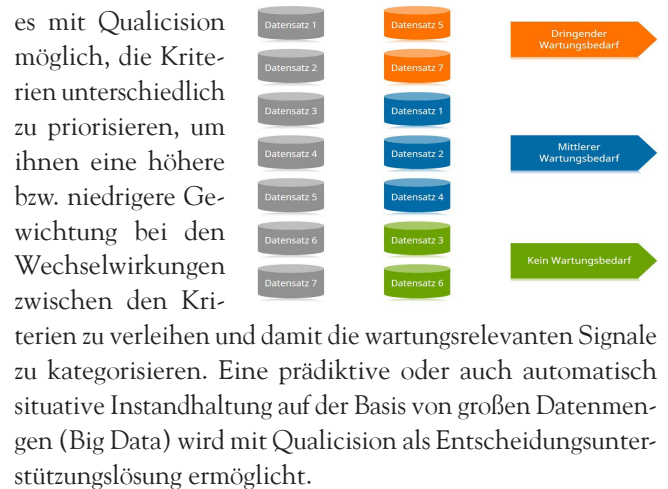 es mit Qualicision
möglich, die Krite-
rien unterschiedlich
zu priorisieren, um
ihnen eine höhere
bzw. niedrigere Ge-
wichtung bei den
Wechselwirkungen
zwischen den Kri-
terien zu verleihen und damit die wartungsrelevanten Signale
zu kategorisieren. Eine prädiktive oder auch automatisch
situative Instandhaltung auf der Basis von großen Datenmen-
gen (Big Data) wird mit Qualicision als Entscheidungsunter-
stützungslösung ermöglicht.
Datensatz 1
Datensatz 2
Datensatz 3
Datensatz 4
Datensatz 5
Datensatz 6
Datensatz 7
Datensatz 5
Datensatz 7
Datensatz 1
Datensatz 2
Datensatz 4
Datensatz 3
Datensatz 6
Dringender
Wartungsbedarf
Mittlerer
Wartungsbedarf
Kein Wartungsbedarf